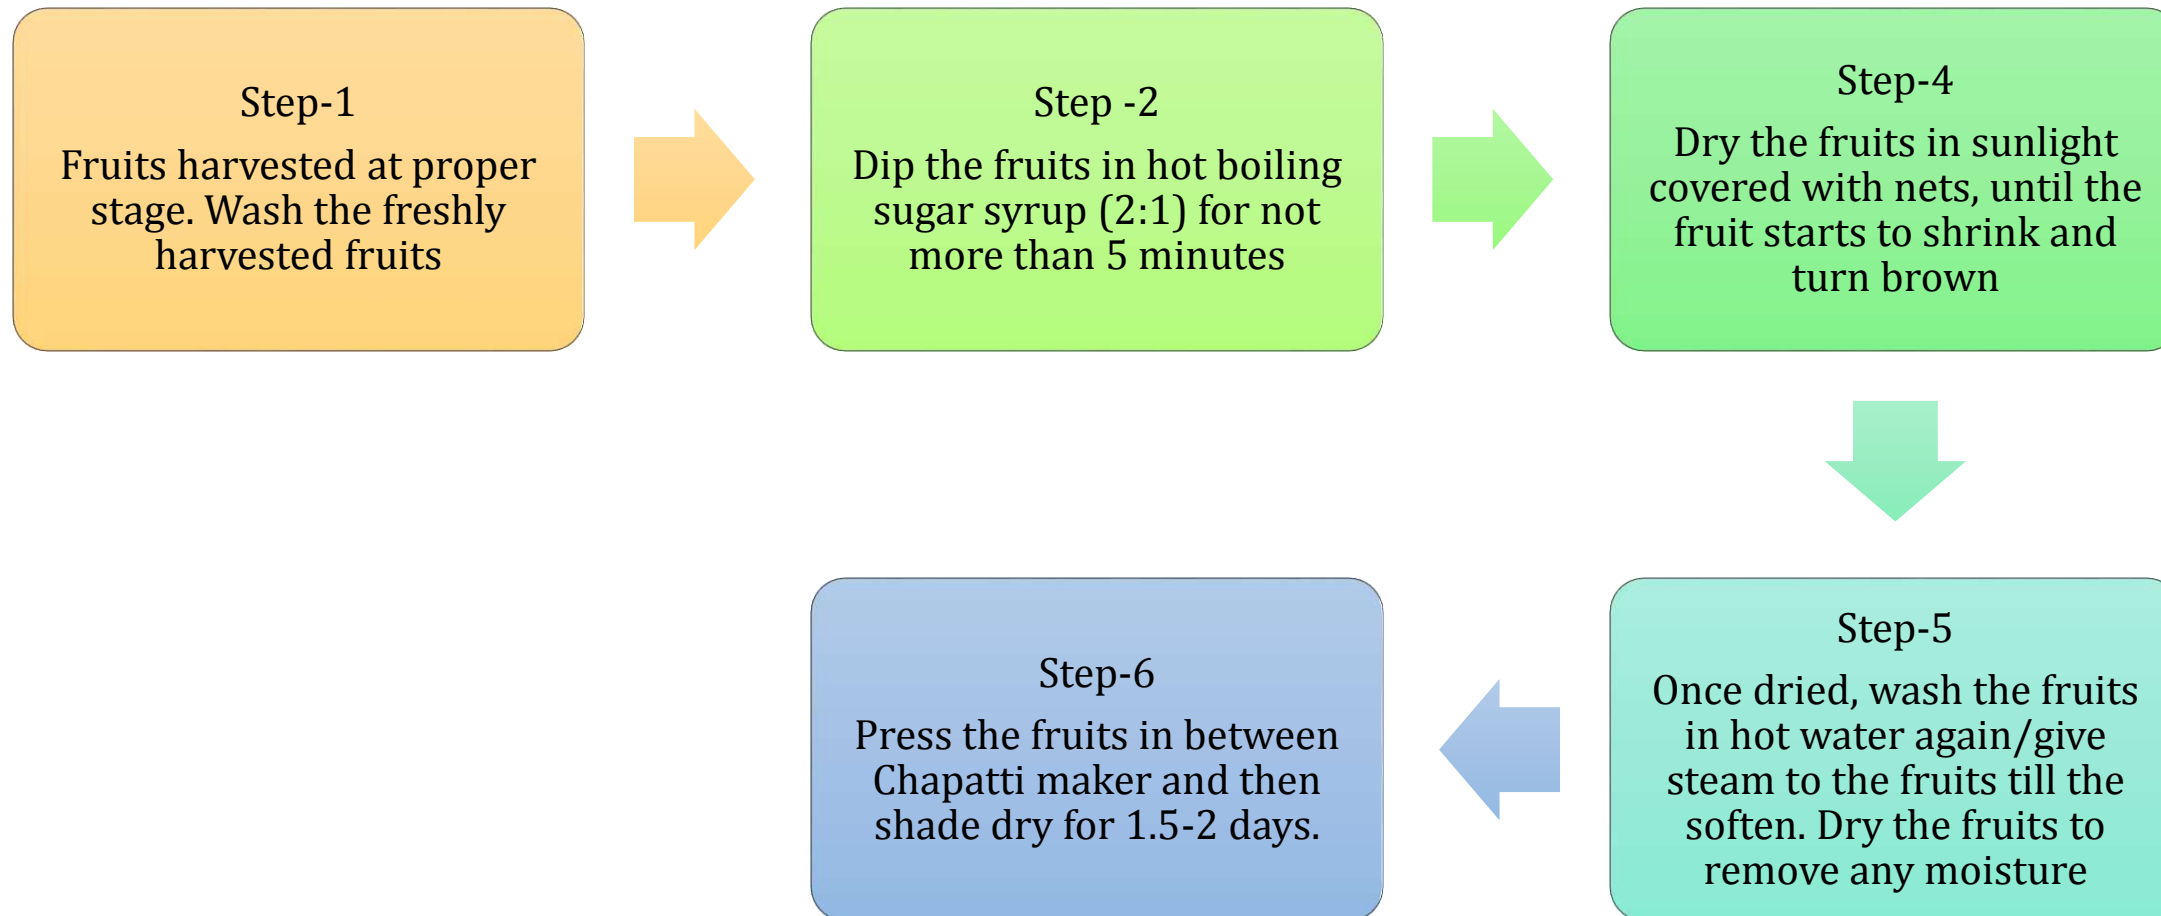 Step-1
Fruits harvested at proper
stage. Wash the freshly
harvested fruits
Step -2
Dip the fruits in hot boiling
sugar syrup (2:1) for not
more than 5 minutes
Step-4
Dry the fruits in sunlight
covered with nets, until the
fruit starts to shrink and
turn brown
Step-5
Once dried, wash the fruits
in hot water again/give
steam to the fruits till the
soften. Dry the fruits to
remove any moisture
Step-6
Press the fruits in between
Chapatti maker and then
shade dry for 1.5-2 days.